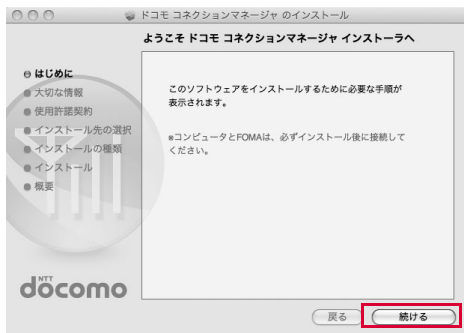 ドコモ コネクションマネージャ のインストール
ようこそ ドコモ コネクションマネージャ インストーラへ
はじめに
大切な情報
使用許諾契約
インストール先の選択
インストールの種類
インストール
概要
このソフトウェアをインストールするために必要な手順が
表示されます。
※コンピュータとFOMAは、必ずインストール後に接続して
ください。
NTT
döcomo
戻る
続ける